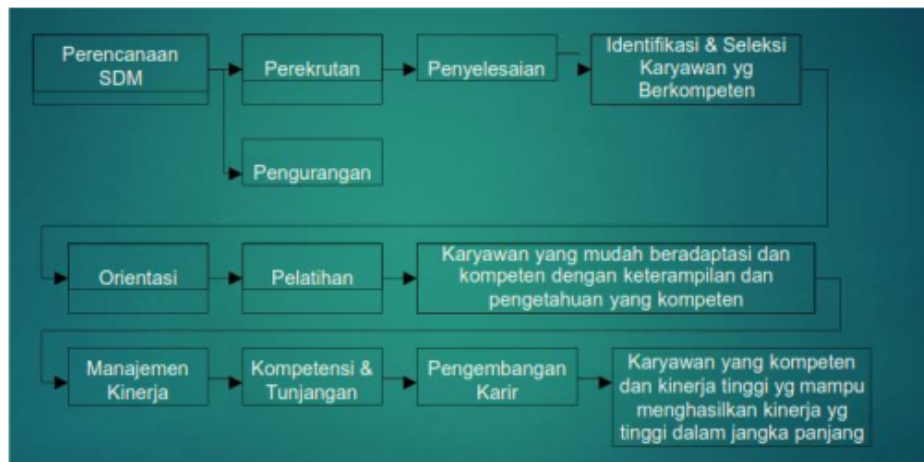 Perencanaan
SDM
Perekrutan
Penyelesaian
Identifikasi & Seleksi
Karyawan yg
Berkompeten
Pengurangan
Orientasi
Pelatihan
Karyawan yang mudah beradaptasi dan
kompeten dengan keterampilan dan
pengetahuan yang kompeten
Manajemen
Kinerja
Kompetensi &
Tunjangan
Pengembangan
Karir
Karyawan yang kompeten
dan kinerja tinggi yg mampu
menghasilkan kinerja yg
tinggi dalam jangka panjang